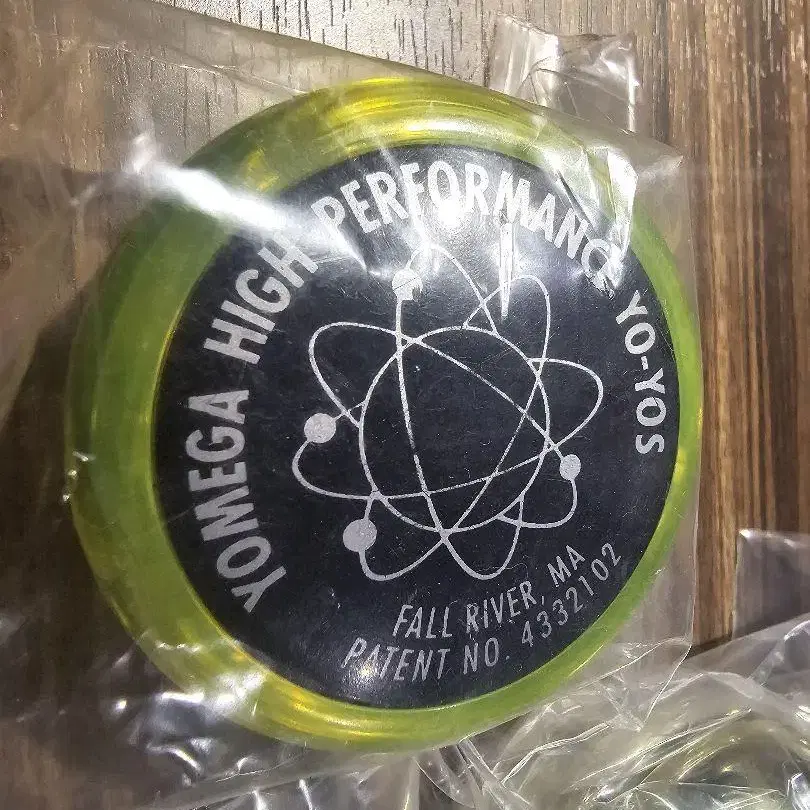 YOMEGA HIGH PERFORMANCE YO-YOS
FALL RIVER, MA
PATENT NO. 4332102